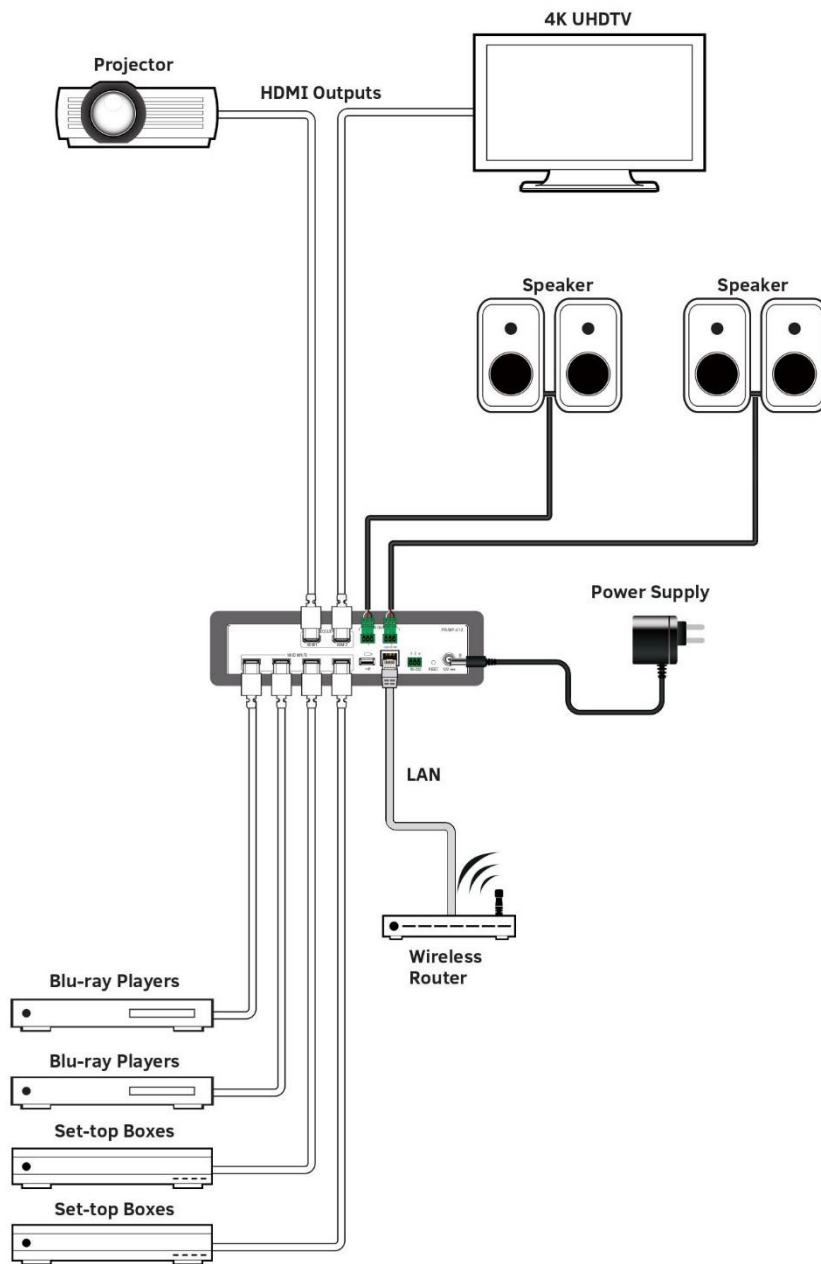 4K UHDTV
Projector
HDMI Outputs
Speaker
Speaker
Power Supply
LAN
Wireless
Router
Blu-ray Players
Blu-ray Players
Set-top Boxes
Set-top Boxes